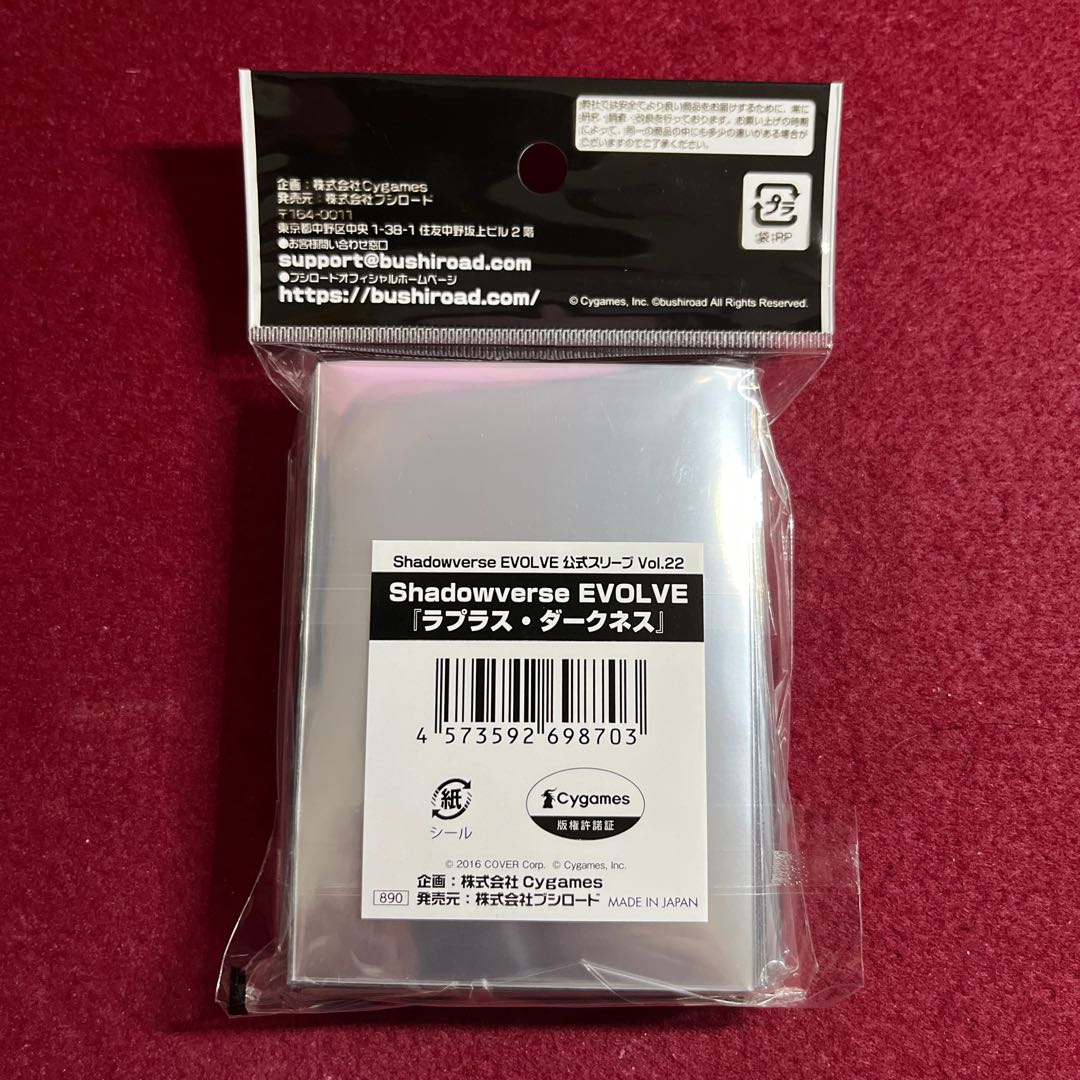 弊社では安全でより良い商品をお届けするために、常に
研究・調査・改良を行っております。お買い上げの時期
によって、同一の商品の中にも多少の違いがある場合が
ございますのでご了承ください。
企画：株式会社Cygames
発売元：株式会社ブシロード
〒164-0011
東京都中野区中央1-38-1 住友中野坂上ビル2階
●お客様問い合わせ窓口
support@bushiroad.com
●ブシロードオフィシャルホームページ
https://bushiroad.com/
プラ
袋:PP
© Cygames, Inc. ©bushiroad All Rights Reserved.
Shadowverse EVOLVE 公式スリーブ Vol.22
Shadowverse EVOLVE
『ラプラス・ダークネス』
4 573592 698703
紙
シール
Cygames
版権許諾証
© 2016 COVER Corp. © Cygames, Inc.
企画：株式会社Cygames
890 発売元：株式会社ブシロード MADE IN JAPAN